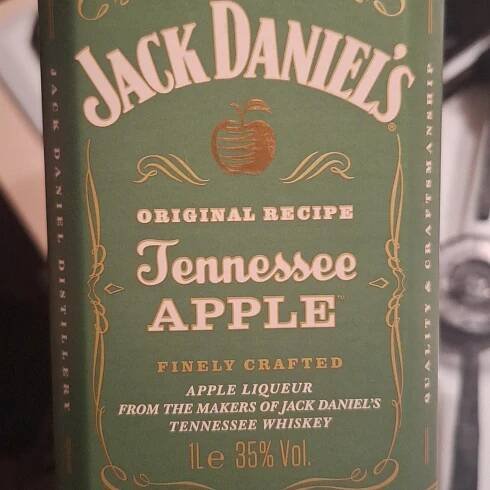 JACK DANIEL'S
ORIGINAL RECIPE
Tennessee
APPLE™
FINELY CRAFTED
APPLE LIQUEUR
FROM THE MAKERS OF JACK DANIEL'S
TENNESSEE WHISKEY
1L e 35% Vol.
JACK DANIEL DISTILLERY
QUALITY & CRAFTSMANSHIP